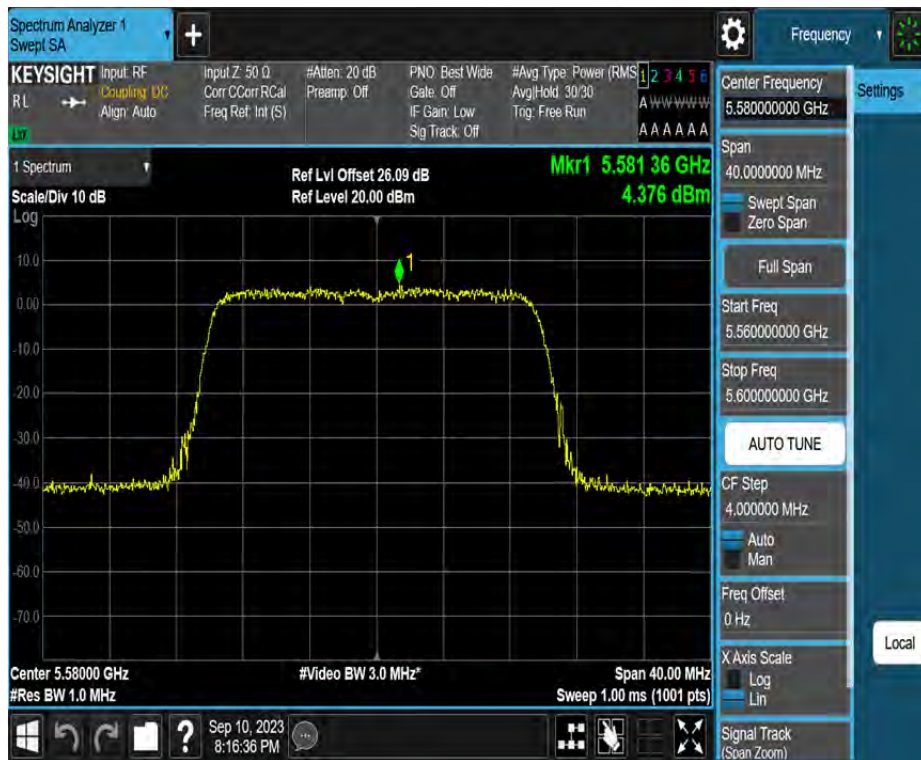 Spectrum Analyzer 1
Swept SA
+
Frequency
KEYSIGHT
RL
Input: RF
Coupling: DC
Align: Auto
Input Z: 50 Ω
Corr CCorr RCal
Freq Ref: Int (S)
#Atten: 20 dB
Preamp: Off
PNO: Best Wide
Gate: Off
IF Gain: Low
Sig Track: Off
#Avg Type: Power (RMS
Avg|Hold: 30/30
Trig: Free Run
1 2 3 4 5 6
A W W W W W
A A A A A A
LXI
Center Frequency
5.580000000 GHz
Settings
Span
40.0000000 MHz
Swept Span
Zero Span
Full Span
Start Freq
5.560000000 GHz
Stop Freq
5.600000000 GHz
AUTO TUNE
CF Step
4.000000 MHz
Auto
Man
Freq Offset
0 Hz
X Axis Scale
Log
Lin
Signal Track
(Span Zoom)
Local
1 Spectrum
Scale/Div 10 dB
Log
Ref Lvl Offset 26.09 dB
Ref Level 20.00 dBm
Mkr1 5.581 36 GHz
4.376 dBm
1
10.0
0.00
-10.0
-20.0
-30.0
-40.0
-50.0
-60.0
-70.0
Center 5.58000 GHz
#Video BW 3.0 MHz*
Span 40.00 MHz
#Res BW 1.0 MHz
Sweep 1.00 ms (1001 pts)
?
Sep 10, 2023
8:16:36 PM